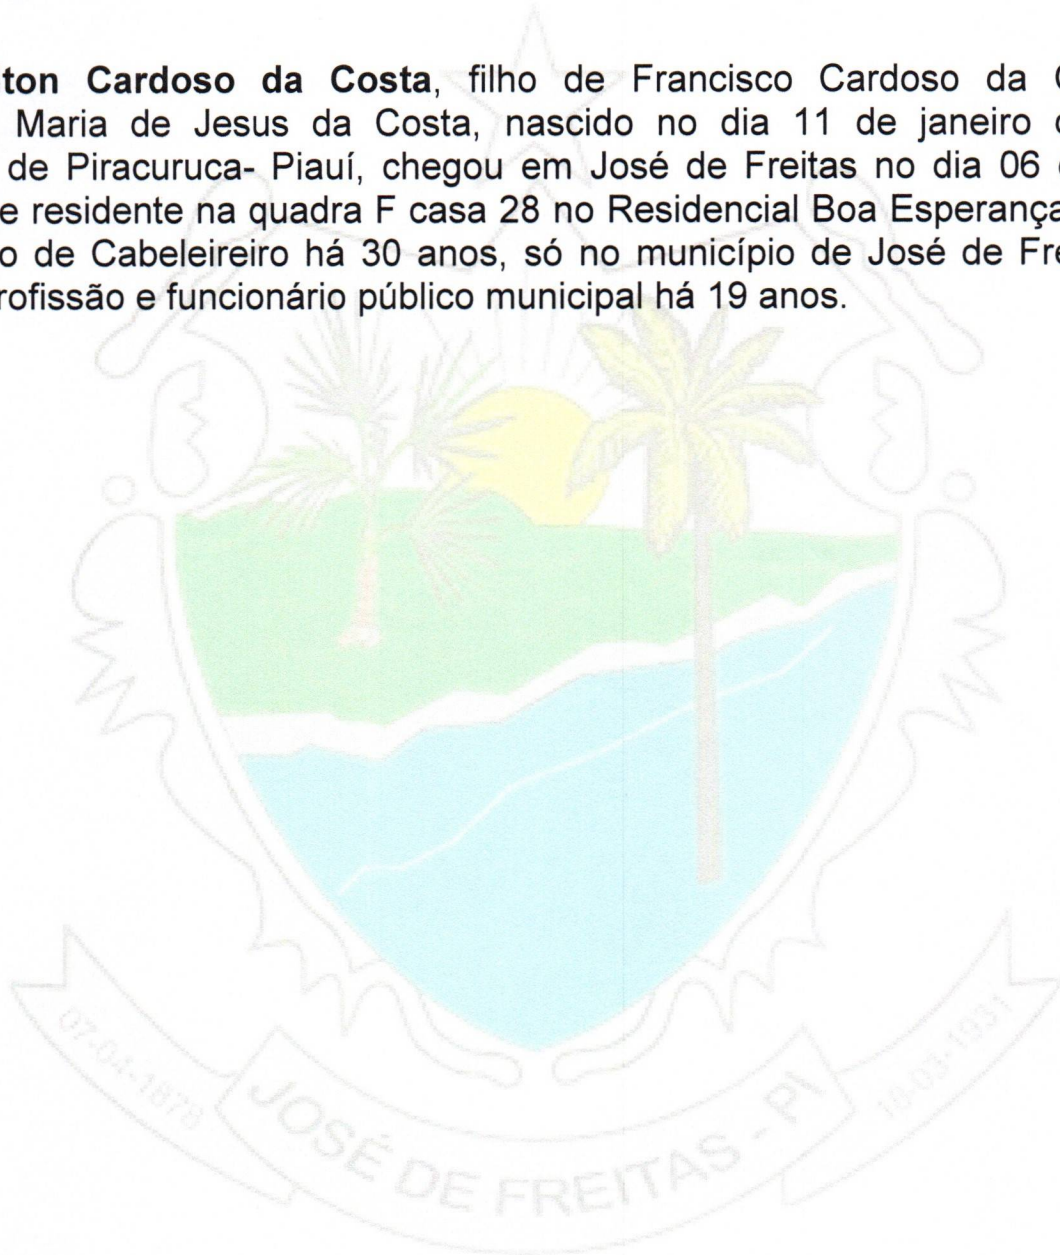 ton Cardoso da Costa, filho de Francisco Cardoso da
Maria de Jesus da Costa, nascido no dia 11 de janeiro
de Piracuruca- Piauí, chegou em José de Freitas no dia 06
e residente na quadra F casa 28 no Residencial Boa Esperança
o de Cabeleireiro há 30 anos, só no município de José de Fre
rofissão e funcionário público municipal há 19 anos.
07-04-1878
JOSÉ DE FREITAS - PI
18-03-1931